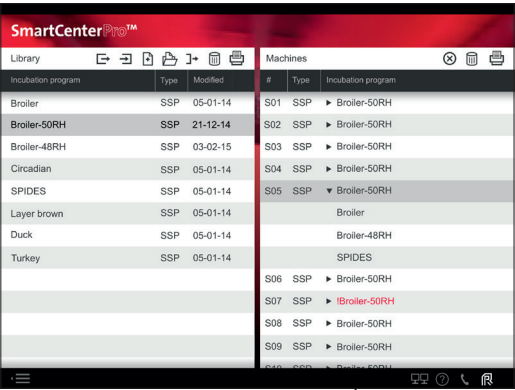 SmartCenterPro™
Library
Machines
Incubation program Type Modified
# Type Incubation program
Broiler SSP 05-01-14
Broiler-50RH SSP 21-12-14
Broiler-48RH SSP 03-02-15
Circadian SSP 05-01-14
SPIDES SSP 05-01-14
Layer brown SSP 05-01-14
Duck SSP 05-01-14
Turkey SSP 05-01-14
S01 SSP ▶ Broiler-50RH
S02 SSP ▶ Broiler-50RH
S03 SSP ▶ Broiler-50RH
S04 SSP ▶ Broiler-50RH
S05 SSP ▼ Broiler-50RH
Broiler
Broiler-48RH
SPIDES
S06 SSP ▶ Broiler-50RH
S07 SSP ▶ !Broiler-50RH
S08 SSP ▶ Broiler-50RH
S09 SSP ▶ Broiler-50RH
S10 SSP ▶ Broiler-50RH